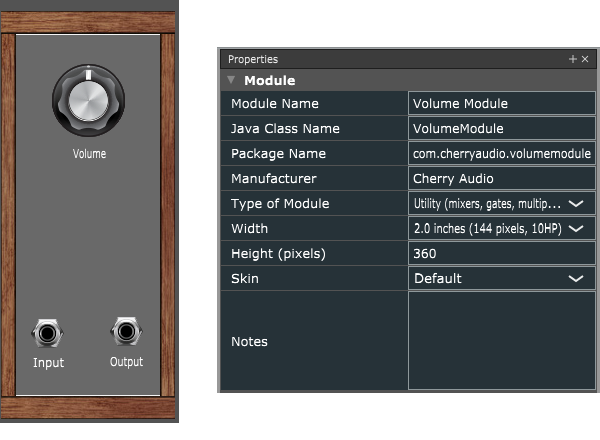 Volume
Input
Output
Properties
Module
Module Name
Volume Module
Java Class Name
VolumeModule
Package Name
com.cherryaudio.volumemodule
Manufacturer
Cherry Audio
Type of Module
Utility (mixers, gates, multip...
Width
2.0 inches (144 pixels, 10HP)
Height (pixels)
360
Skin
Default
Notes